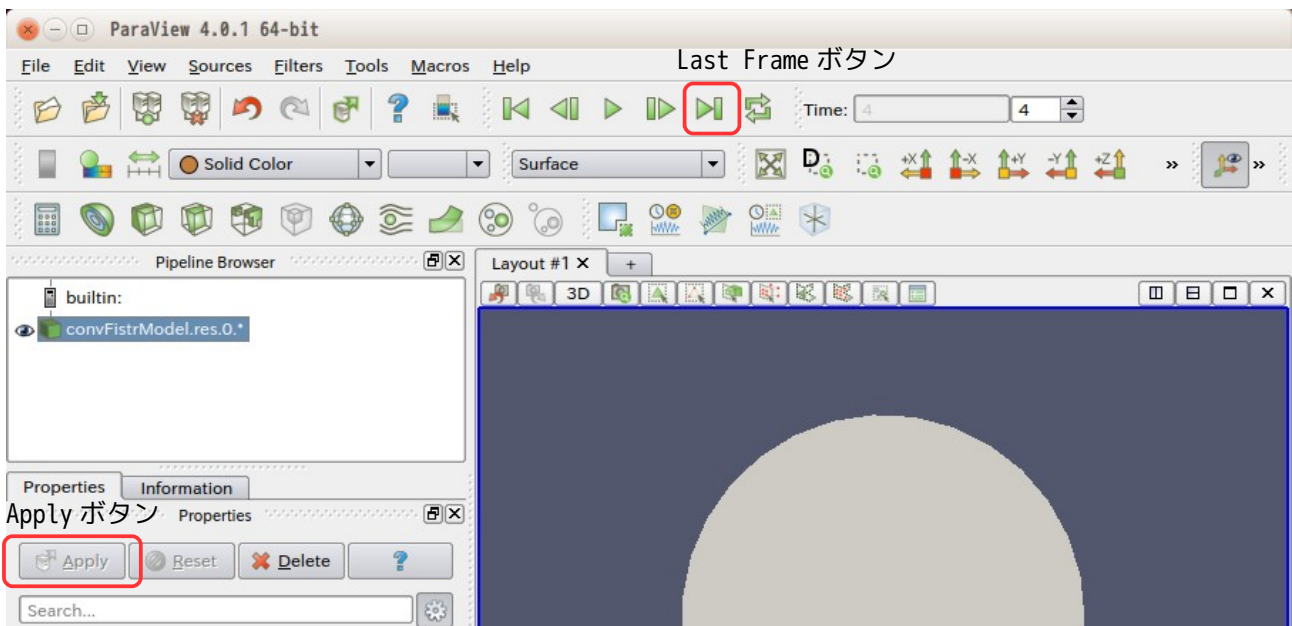 ParaView 4.0.1 64-bit
File Edit View Sources Filters Tools Macros Help
Last Frame ボタン
Time: 4 4
Solid Color Surface
+X -X +Y -Y +Z » »
Pipeline Browser
Layout #1 +
builtin:
3D
convFistrModel.res.0.*
Properties Information
Apply ボタン Properties
Apply Reset Delete ?
Search...